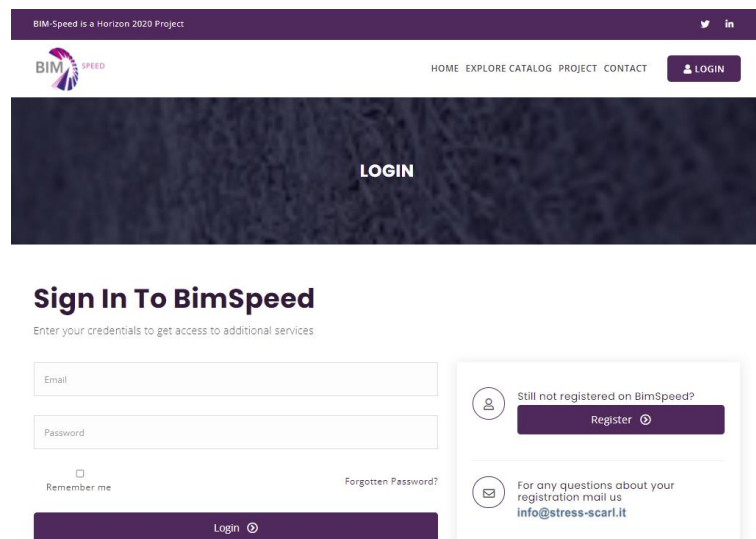 BIM-Speed is a Horizon 2020 Project
BIM SPEED
HOME EXPLORE CATALOG PROJECT CONTACT LOGIN
LOGIN
Sign In To BimSpeed
Enter your credentials to get access to additional services
Email
Password
Remember me
Forgotten Password?
Login
Still not registered on BimSpeed?
Register
For any questions about your
registration mail us
info@stress-scarl.it